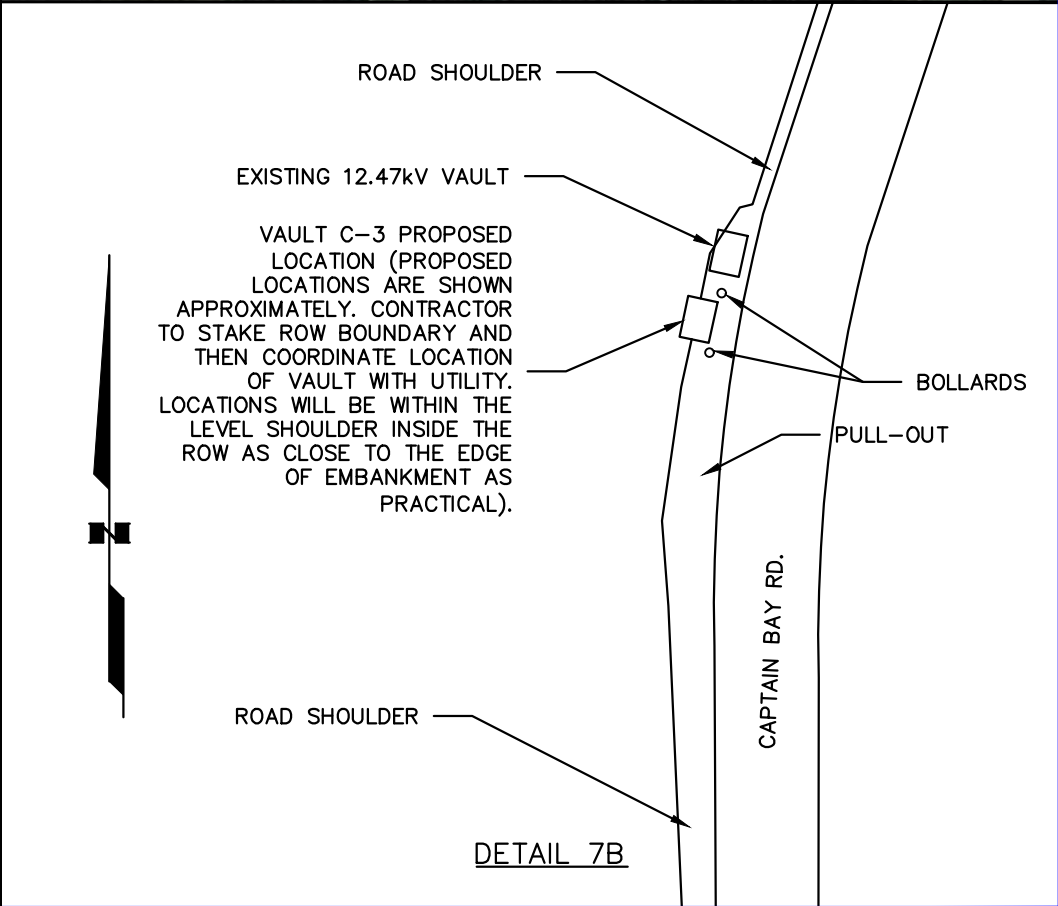 ROAD SHOULDER
EXISTING 12.47kV VAULT
VAULT C-3 PROPOSED
LOCATION (PROPOSED
LOCATIONS ARE SHOWN
APPROXIMATELY. CONTRACTOR
TO STAKE ROW BOUNDARY AND
THEN COORDINATE LOCATION
OF VAULT WITH UTILITY.
LOCATIONS WILL BE WITHIN THE
LEVEL SHOULDER INSIDE THE
ROW AS CLOSE TO THE EDGE
OF EMBANKMENT AS
PRACTICAL).
BOLLARDS
PULL-OUT
N
CAPTAIN BAY RD.
ROAD SHOULDER
DETAIL 7B